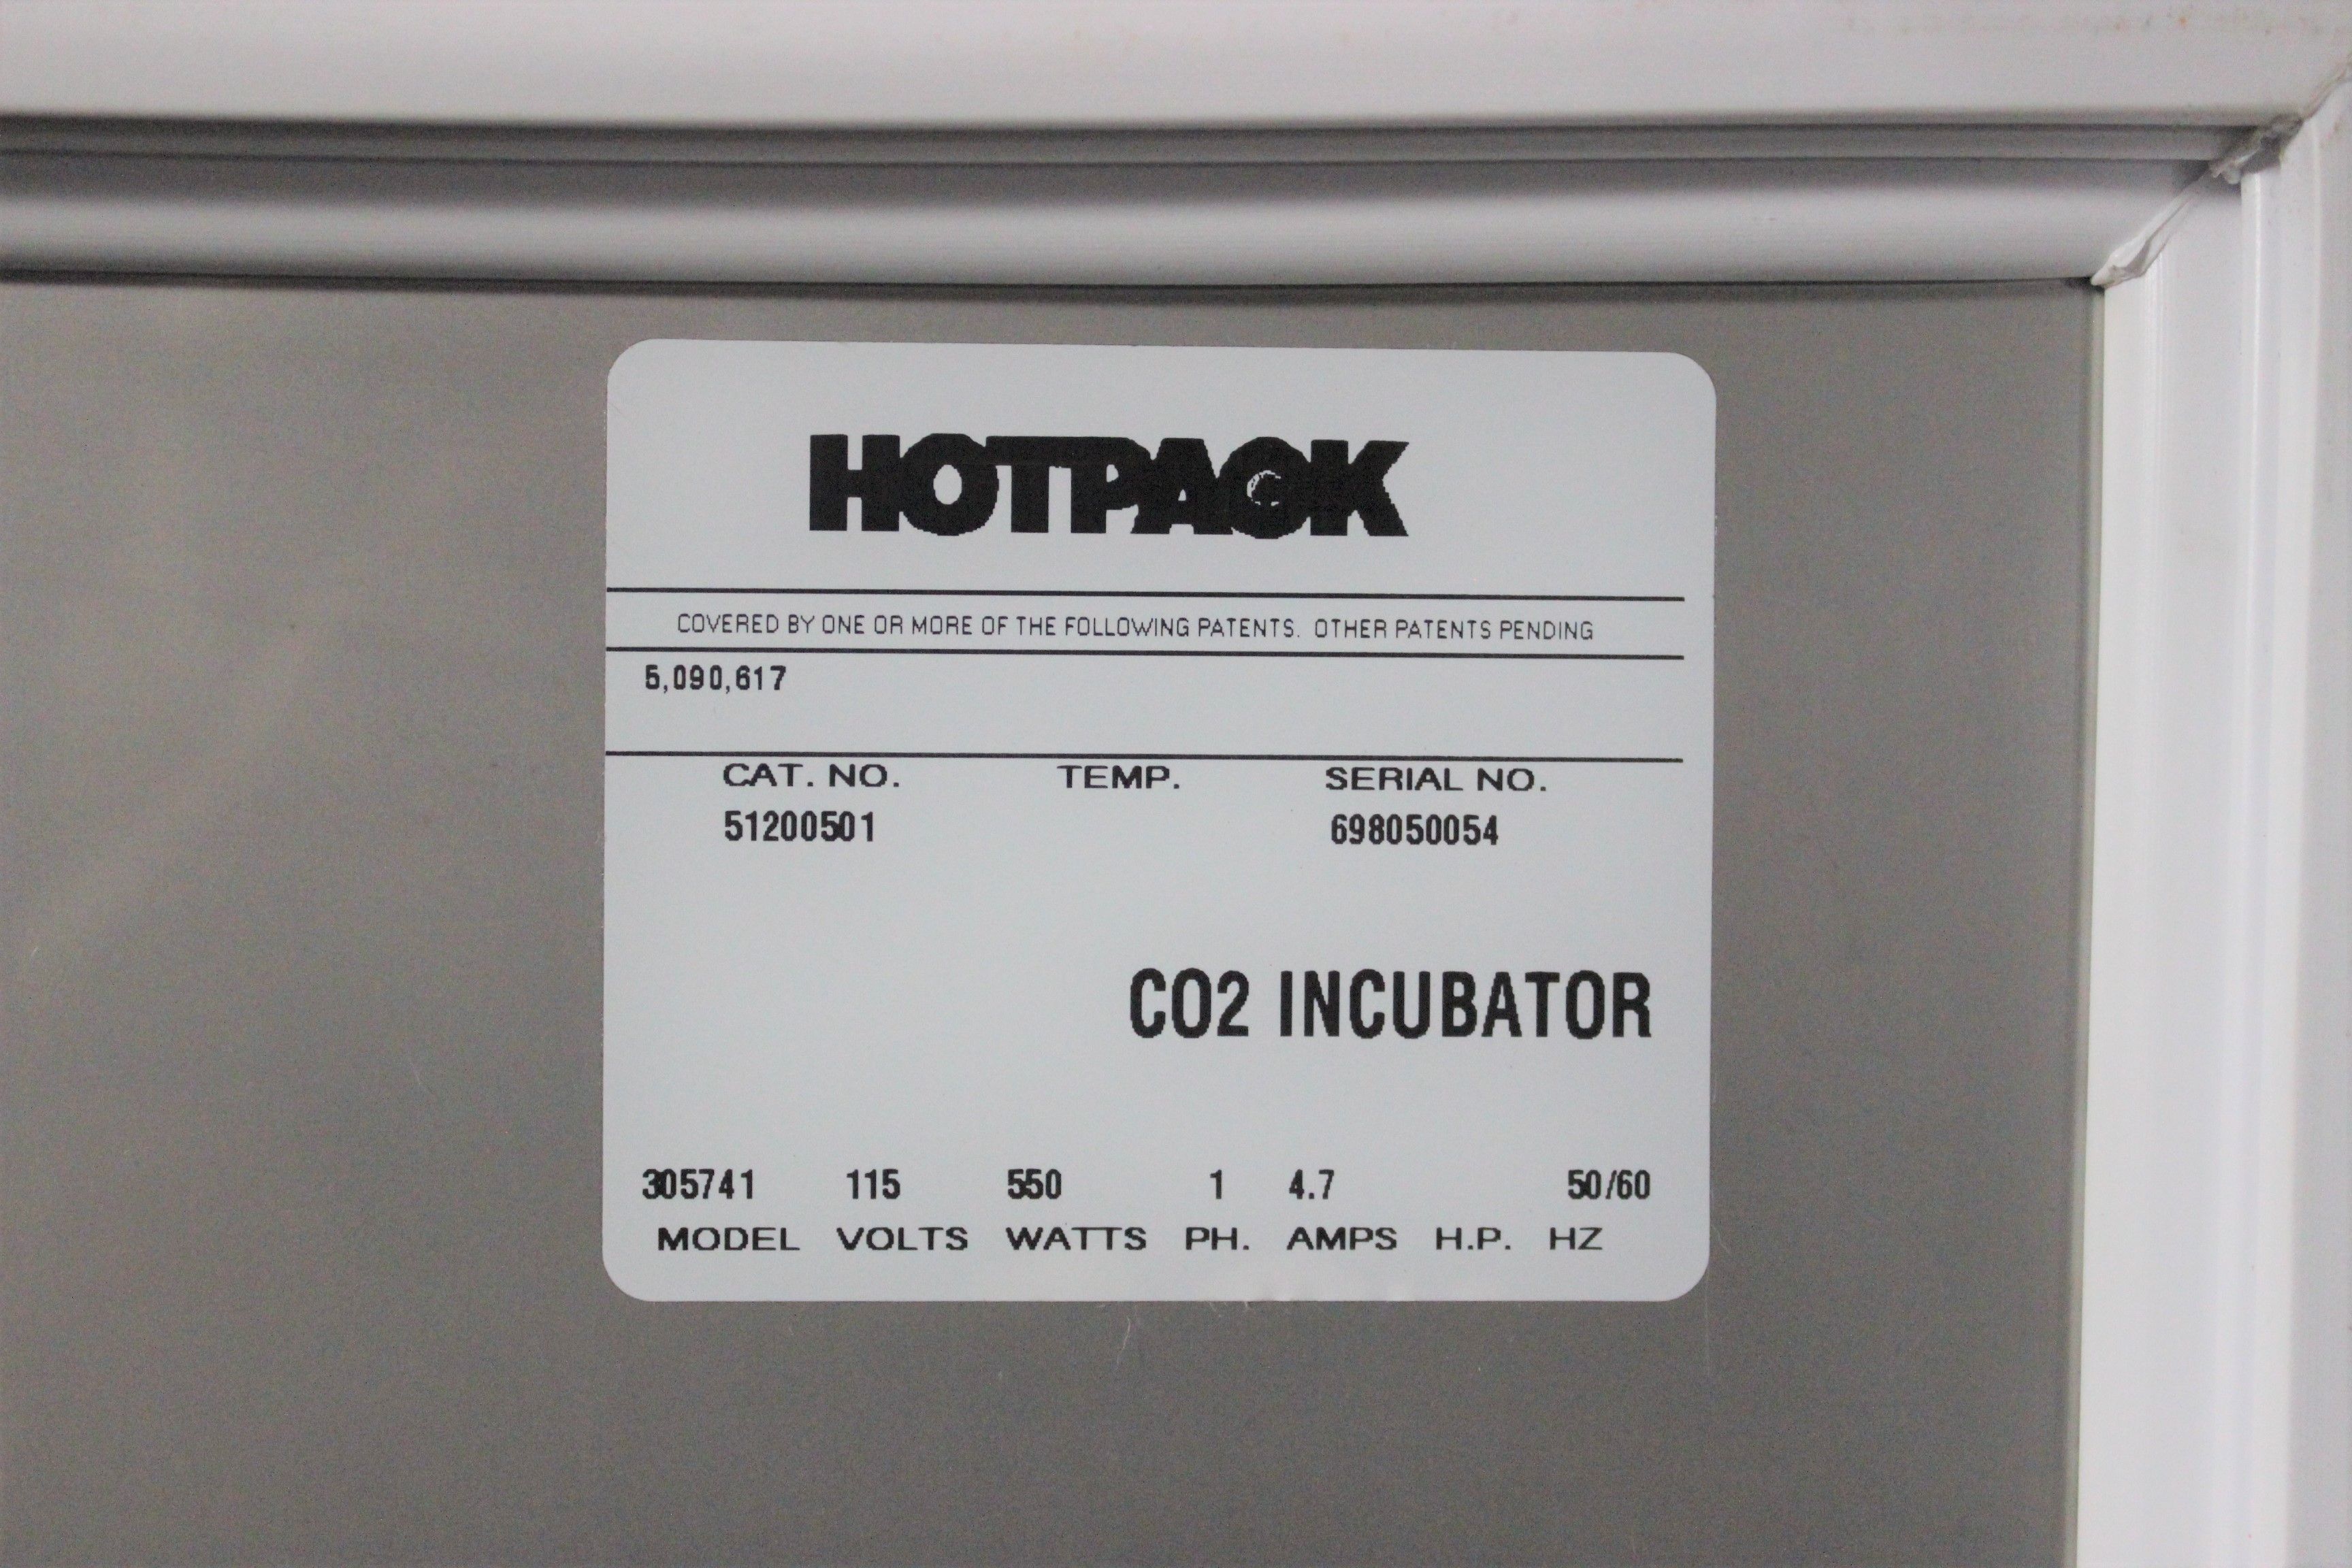 HOTPACK
COVERED BY ONE OR MORE OF THE FOLLOWING PATENTS. OTHER PATENTS PENDING
5,090,617
CAT. NO. TEMP. SERIAL NO.
51200501 698050054
CO2 INCUBATOR
305741 115 550 1 4.7 50/60
MODEL VOLTS WATTS PH. AMPS H.P. HZ